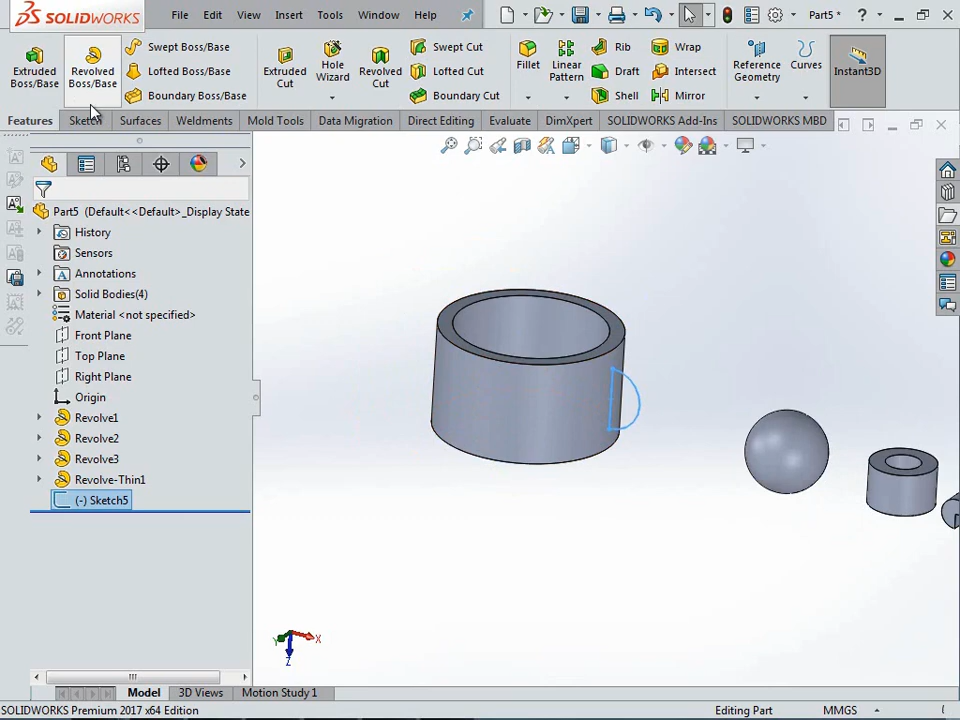 SOLIDWORKS File Edit View Insert Tools Window Help Part5 * ?
Extruded Boss/Base
Revolved Boss/Base
Swept Boss/Base
Lofted Boss/Base
Boundary Boss/Base
Extruded Cut
Hole Wizard
Revolved Cut
Swept Cut
Lofted Cut
Boundary Cut
Fillet
Linear Pattern
Rib
Draft
Shell
Wrap
Intersect
Mirror
Reference Geometry
Curves
Instant3D
Features Sketch Surfaces Weldments Mold Tools Data Migration Direct Editing Evaluate DimXpert SOLIDWORKS Add-Ins SOLIDWORKS MBD
Part5 (Default<<Default>_Display State
History
Sensors
Annotations
Solid Bodies(4)
Material <not specified>
Front Plane
Top Plane
Right Plane
Origin
Revolve1
Revolve2
Revolve3
Revolve-Thin1
(-) Sketch5
X
Y
Z
Model 3D Views Motion Study 1
SOLIDWORKS Premium 2017 x64 Edition Editing Part MMGS